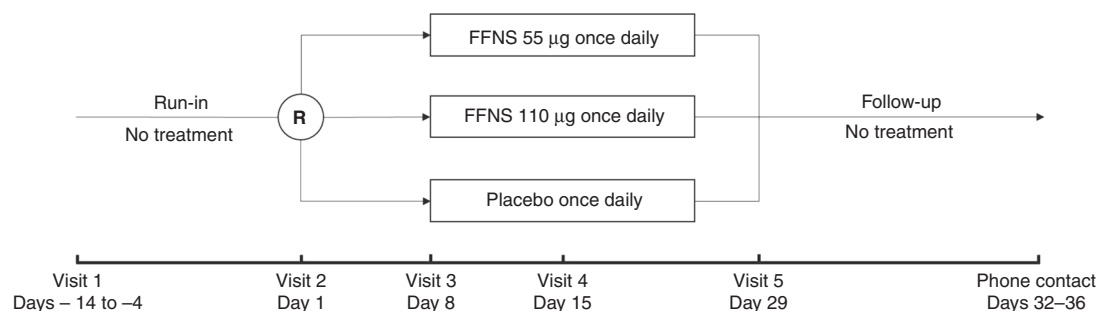 FFNS 55 μg once daily
Run-in
No treatment
R
FFNS 110 μg once daily
Follow-up
No treatment
Placebo once daily
Visit 1
Days – 14 to –4
Visit 2
Day 1
Visit 3
Day 8
Visit 4
Day 15
Visit 5
Day 29
Phone contact
Days 32–36